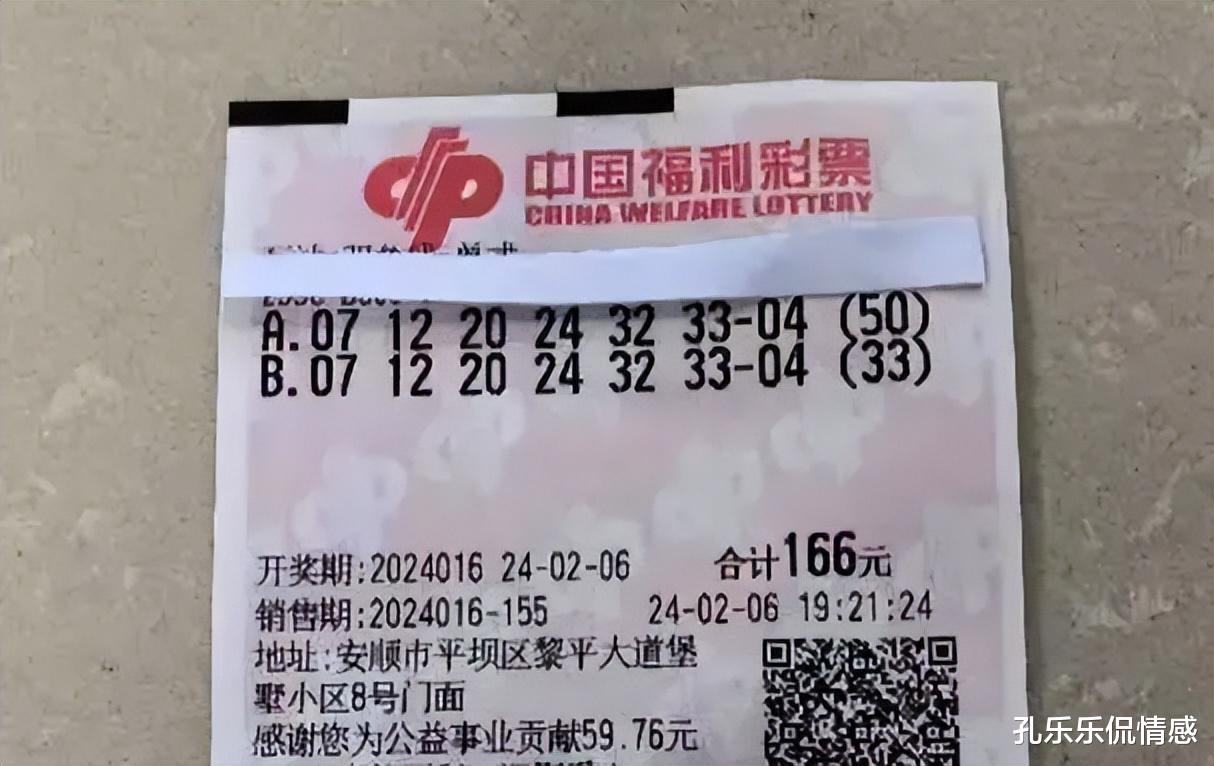 中国福利彩票
CHINA WELFARE LOTTERY
A.07 12 20 24 32 33-04 (50)
B.07 12 20 24 32 33-04 (33)
开奖期:2024016 24-02-06 合计166元
销售期:2024016-155 24-02-06 19:21:24
地址:安顺市平坝区黎平大道堡
墅小区8号门面
感谢您为公益事业贡献59.76元
孔乐乐侃情感